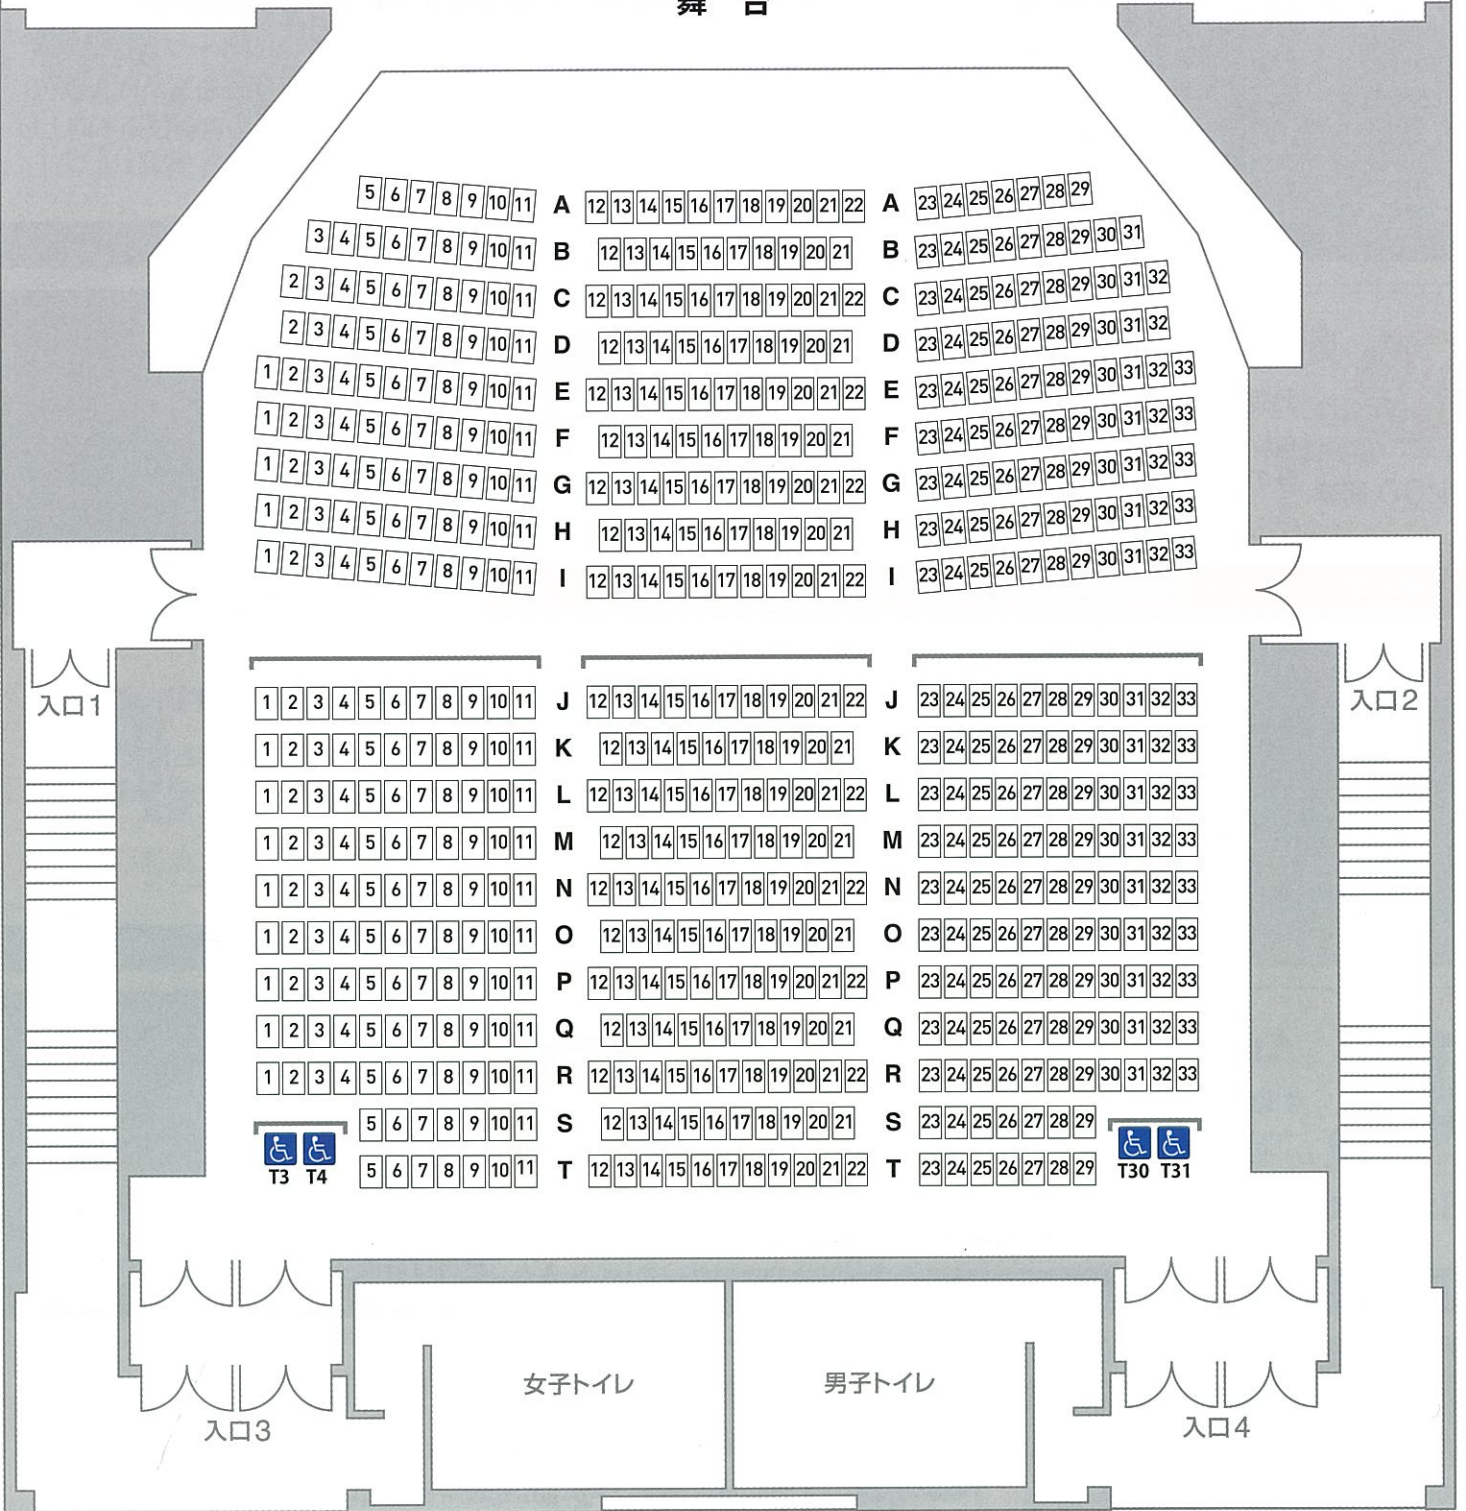 舞 台
5 6 7 8 9 10 11 A 12 13 14 15 16 17 18 19 20 21 22 A 23 24 25 26 27 28 29
3 4 5 6 7 8 9 10 11 B 12 13 14 15 16 17 18 19 20 21 B 23 24 25 26 27 28 29 30 31
2 3 4 5 6 7 8 9 10 11 C 12 13 14 15 16 17 18 19 20 21 22 C 23 24 25 26 27 28 29 30 31 32
2 3 4 5 6 7 8 9 10 11 D 12 13 14 15 16 17 18 19 20 21 D 23 24 25 26 27 28 29 30 31 32
1 2 3 4 5 6 7 8 9 10 11 E 12 13 14 15 16 17 18 19 20 21 22 E 23 24 25 26 27 28 29 30 31 32 33
1 2 3 4 5 6 7 8 9 10 11 F 12 13 14 15 16 17 18 19 20 21 F 23 24 25 26 27 28 29 30 31 32 33
1 2 3 4 5 6 7 8 9 10 11 G 12 13 14 15 16 17 18 19 20 21 22 G 23 24 25 26 27 28 29 30 31 32 33
1 2 3 4 5 6 7 8 9 10 11 H 12 13 14 15 16 17 18 19 20 21 H 23 24 25 26 27 28 29 30 31 32 33
1 2 3 4 5 6 7 8 9 10 11 I 12 13 14 15 16 17 18 19 20 21 22 I 23 24 25 26 27 28 29 30 31 32 33
入口1
入口2
1 2 3 4 5 6 7 8 9 10 11 J 12 13 14 15 16 17 18 19 20 21 22 J 23 24 25 26 27 28 29 30 31 32 33
1 2 3 4 5 6 7 8 9 10 11 K 12 13 14 15 16 17 18 19 20 21 K 23 24 25 26 27 28 29 30 31 32 33
1 2 3 4 5 6 7 8 9 10 11 L 12 13 14 15 16 17 18 19 20 21 22 L 23 24 25 26 27 28 29 30 31 32 33
1 2 3 4 5 6 7 8 9 10 11 M 12 13 14 15 16 17 18 19 20 21 M 23 24 25 26 27 28 29 30 31 32 33
1 2 3 4 5 6 7 8 9 10 11 N 12 13 14 15 16 17 18 19 20 21 22 N 23 24 25 26 27 28 29 30 31 32 33
1 2 3 4 5 6 7 8 9 10 11 O 12 13 14 15 16 17 18 19 20 21 O 23 24 25 26 27 28 29 30 31 32 33
1 2 3 4 5 6 7 8 9 10 11 P 12 13 14 15 16 17 18 19 20 21 22 P 23 24 25 26 27 28 29 30 31 32 33
1 2 3 4 5 6 7 8 9 10 11 Q 12 13 14 15 16 17 18 19 20 21 Q 23 24 25 26 27 28 29 30 31 32 33
1 2 3 4 5 6 7 8 9 10 11 R 12 13 14 15 16 17 18 19 20 21 22 R 23 24 25 26 27 28 29 30 31 32 33
5 6 7 8 9 10 11 S 12 13 14 15 16 17 18 19 20 21 S 23 24 25 26 27 28 29
T3 T4 5 6 7 8 9 10 11 T 12 13 14 15 16 17 18 19 20 21 22 T 23 24 25 26 27 28 29 T30 T31
女子トイレ
男子トイレ
入口3
入口4